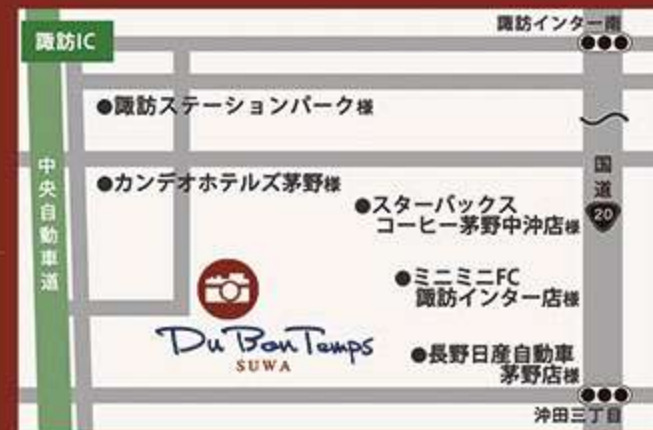 諏訪IC
諏訪インター南
●諏訪ステーションパーク様
中央自動車道
●カンデオホテルズ茅野様
国道
20
●スターバックス
コーヒー茅野中沖店様
●ミニミニFC
諏訪インター店様
Du Bon Temps
SUWA
●長野日産自動車
茅野店様
沖田三丁目